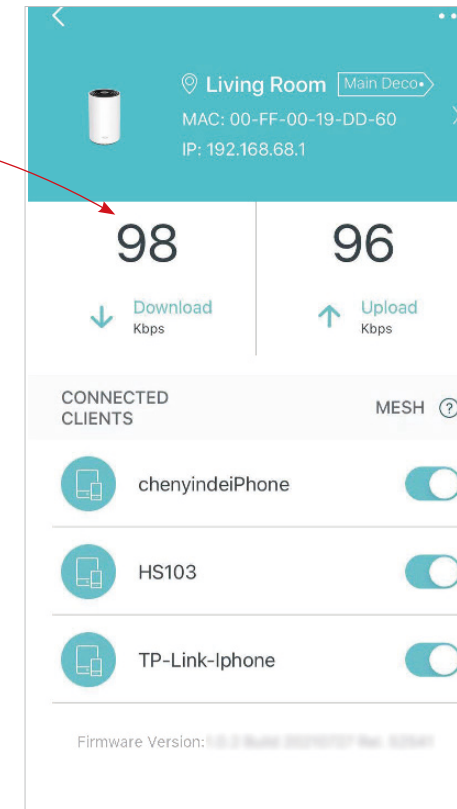 Living Room Main Deco
MAC: 00-FF-00-19-DD-60
IP: 192.168.68.1
98 96
Download Upload
Kbps Kbps
CONNECTED
CLIENTS
MESH ?
chenyindeiPhone
HS103
TP-Link-Iphone
Firmware Version: